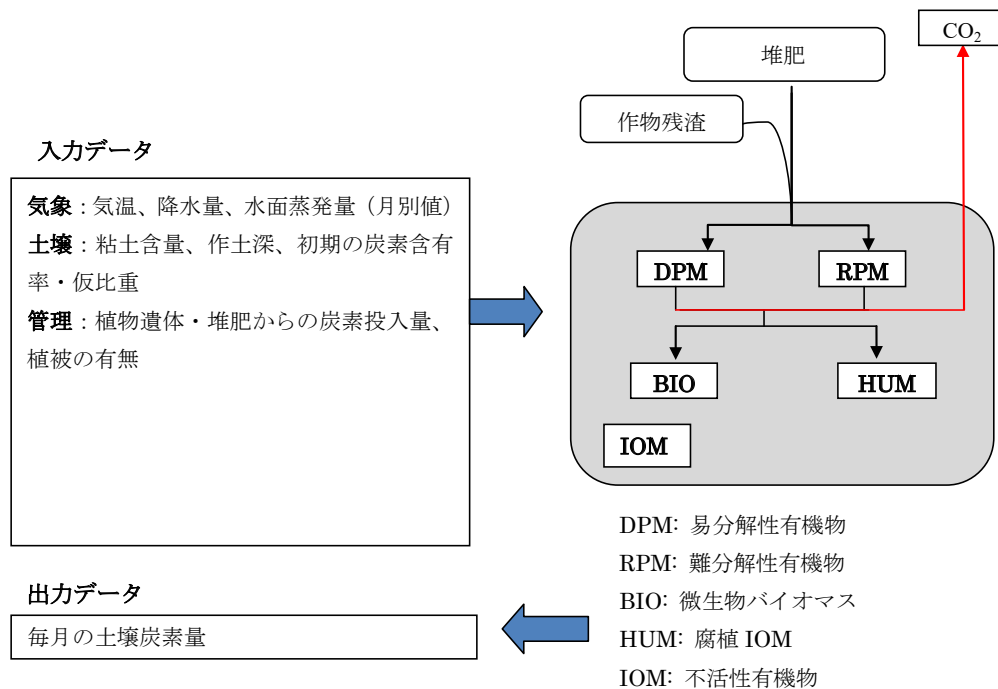 CO₂
堆肥
作物残渣
入力データ
気象：気温、降水量、水面蒸発量（月別値）
土壌：粘土含量、作土深、初期の炭素含有
率・仮比重
管理：植物遺体・堆肥からの炭素投入量、
植被の有無
DPM
RPM
BIO
HUM
IOM
DPM: 易分解性有機物
RPM: 難分解性有機物
BIO: 微生物バイオマス
HUM: 腐植 IOM
IOM: 不活性有機物
出力データ
毎月の土壌炭素量